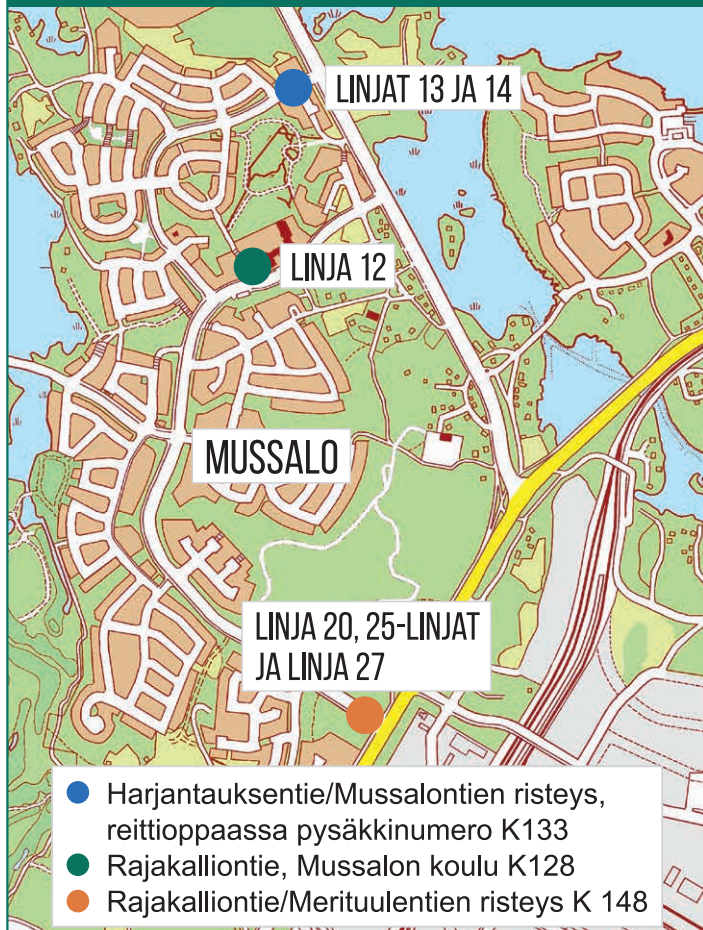 LINJAT 13 JA 14
LINJA 12
MUSSALO
LINJA 20, 25-LINJAT
JA LINJA 27
Harjantauksentie/Mussalontien risteys,
reittioppaassa pysäkkinumero K133
Rajakalliontie, Mussalon koulu K128
Rajakalliontie/Merituulentien risteys K 148